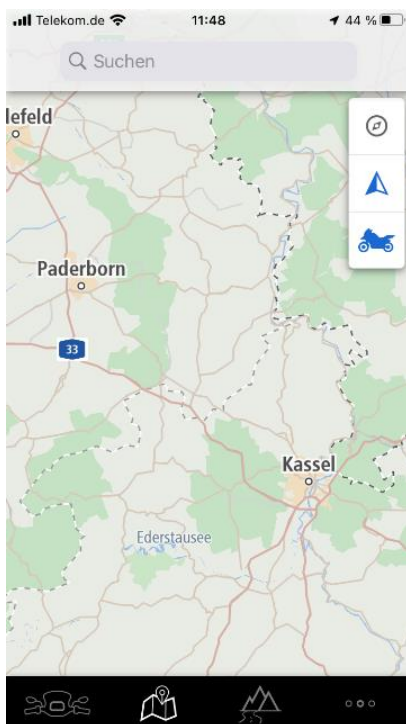 Telekom.de 11:48 44 %
Suchen
lefeld
Paderborn
33
Kassel
Ederstausee